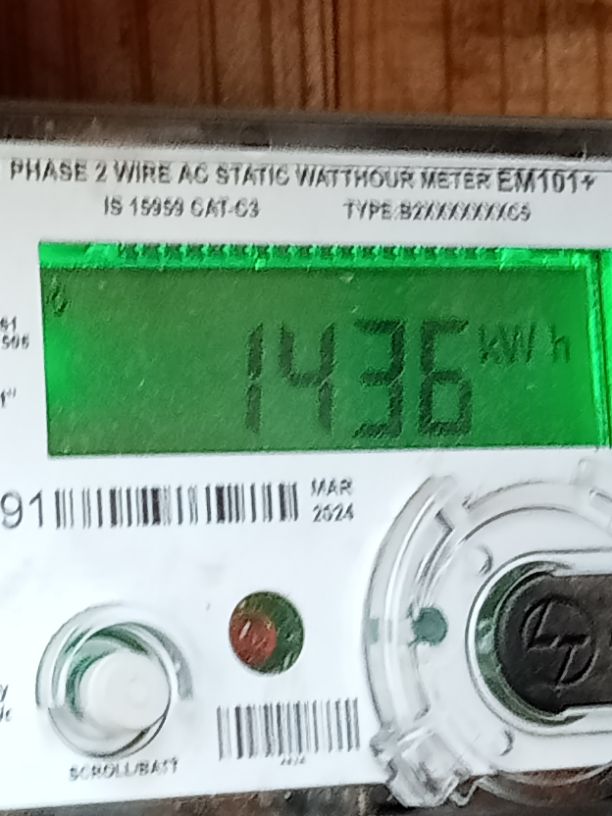 PHASE 2 WIRE AC STATIC WATTHOUR METER EM101+
IS 15959 CAT-C3 TYPE:B2XXXXXXXC5
1436 kWh
91
MAR
2024
SCROLL/BATT
LT